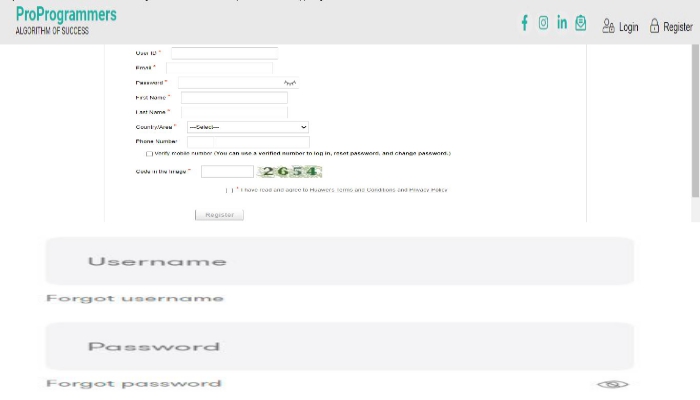 ProProgrammers
ALGORITHM OF SUCCESS
Login
Register
User ID *
Email *
Password *
First Name *
Last Name *
Country/Area * ---Select---
Phone Number
Verify mobile number (You can use a verified number to log in, reset password, and change password.)
Code in the Image * 2654
* I have read and agree to Huawei's Terms and Conditions and Privacy Policy
Register
Username
Forgot username
Password
Forgot password